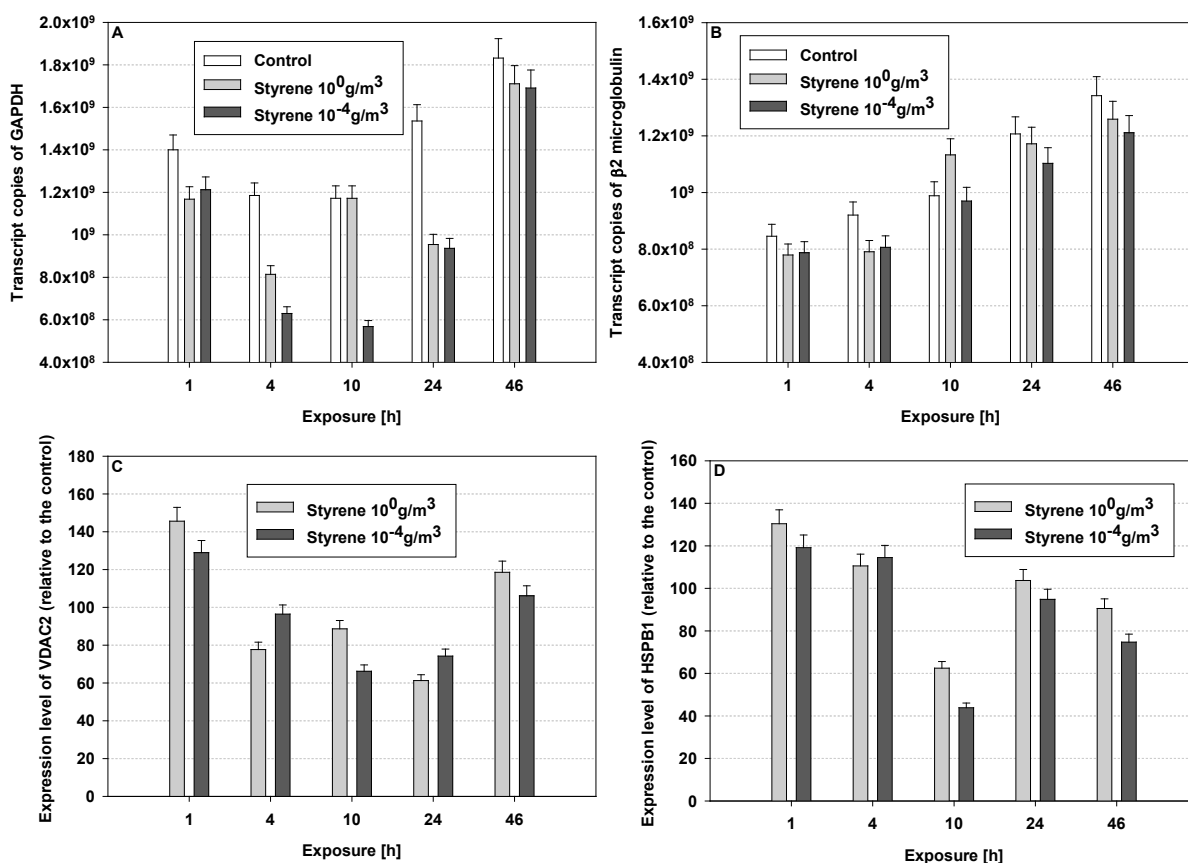 A
Transcript copies of GAPDH
2.0x10⁹
1.8x10⁹
1.6x10⁹
1.4x10⁹
1.2x10⁹
10⁹
8.0x10⁸
6.0x10⁸
4.0x10⁸
Control
Styrene 10⁰g/m³
Styrene 10⁻⁴g/m³
1 4 10 24 46
Exposure [h]
B
Transcript copies of β2 microglobulin
1.6x10⁹
1.4x10⁹
1.2x10⁹
10⁹
8.0x10⁸
6.0x10⁸
4.0x10⁸
Control
Styrene 10⁰g/m³
Styrene 10⁻⁴g/m³
1 4 10 24 46
Exposure [h]
C
Expression level of VDAC2 (relative to the control)
180
160
140
120
100
80
60
40
20
0
Styrene 10⁰g/m³
Styrene 10⁻⁴g/m³
1 4 10 24 46
Exposure [h]
D
Expression level of HSPB1 (relative to the control)
160
140
120
100
80
60
40
20
0
Styrene 10⁰g/m³
Styrene 10⁻⁴g/m³
1 4 10 24 46
Exposure [h]